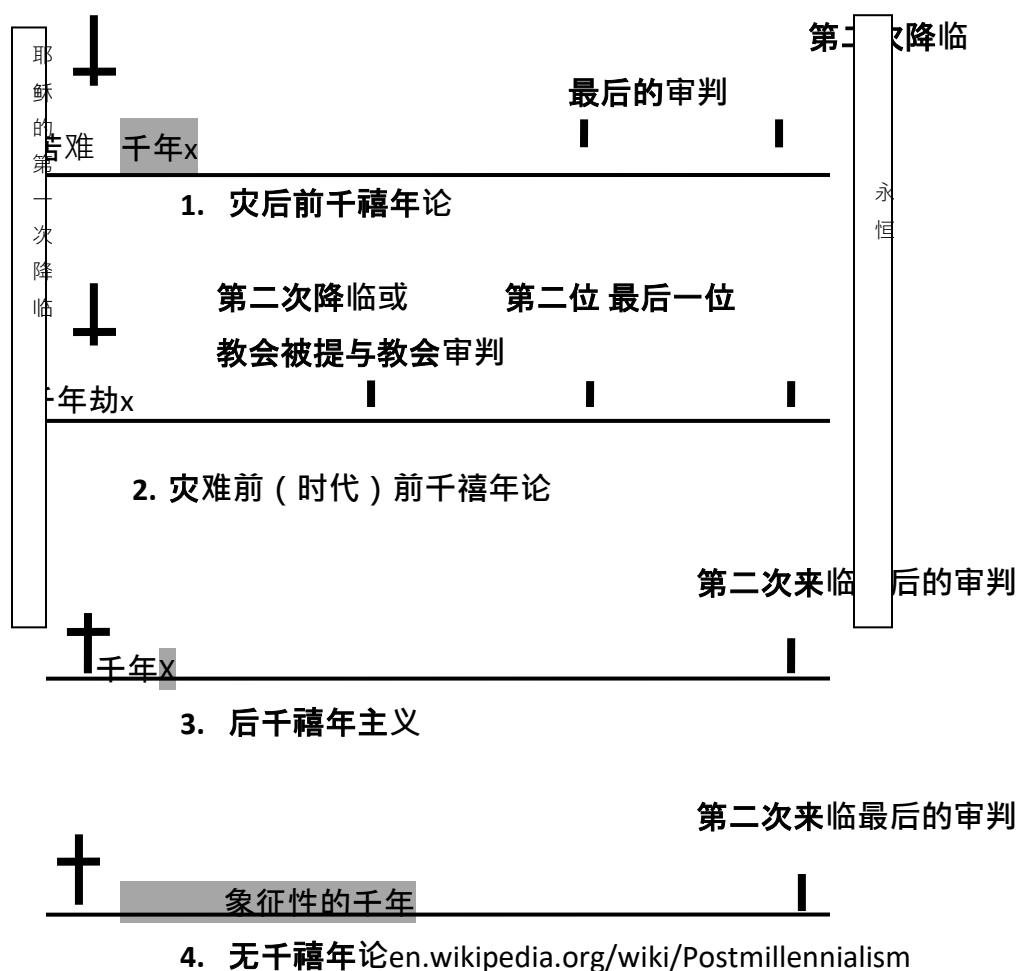 耶稣的第一次降临
第二次降临
最后的审判
苦难 千年x
1. 灾后前千禧年论
永恒
第二次降临或 第二位 最后一位
教会被提与教会审判
年劫x
2. 灾难前（时代）前千禧年论
第二次来临 后的审判
千年x
3. 后千禧年主义
第二次来临最后的审判
象征性的千年
4. 无千禧年论en.wikipedia.org/wiki/Postmillennialism